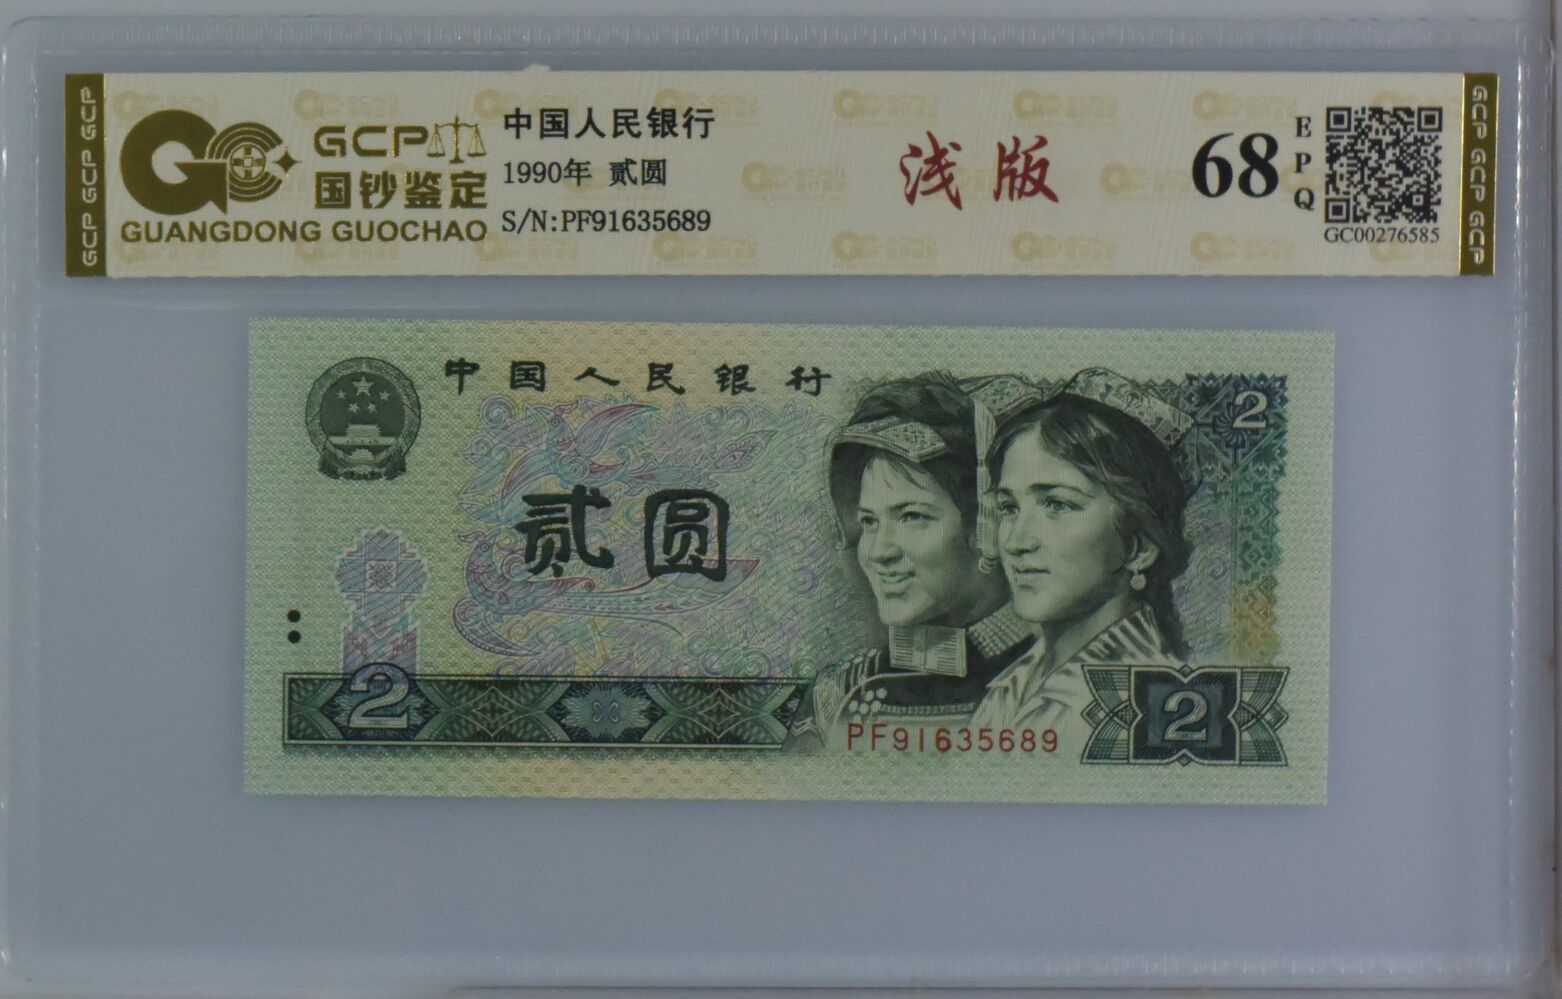 GCP GCP GCP
GCP
国钞鉴定
GUANGDONG GUOCHAO
中国人民银行
1990年 贰圆
S/N:PF91635689
浅版
68
EPQ
GC00276585
GCP GCP GCP
中国人民银行
2
贰圆
2
PF91635689
2